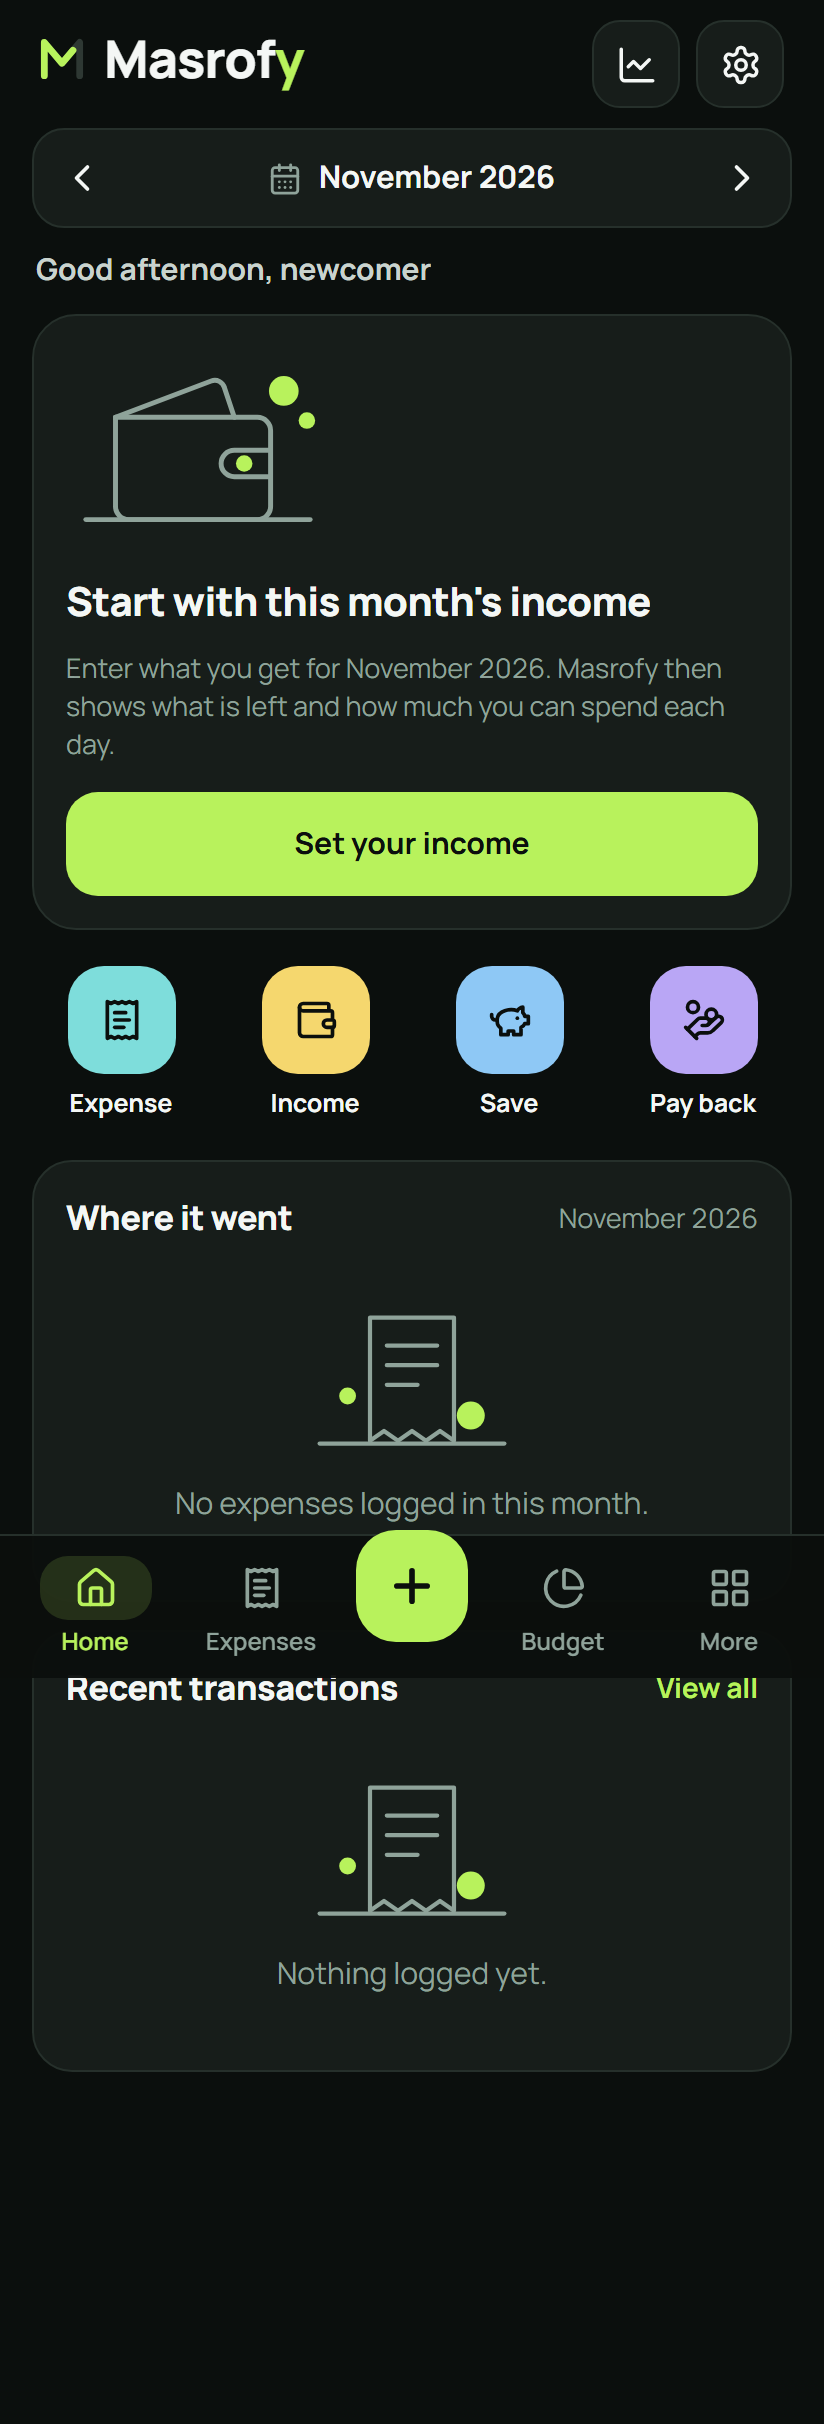 Masrofy
November 2026
Good afternoon, newcomer
Start with this month's income
Enter what you get for November 2026. Masrofy then
shows what is left and how much you can spend each
day.
Set your income
Expense Income Save Pay back
Where it went November 2026
No expenses logged in this month.
Home Expenses Budget More
Recent transactions View all
Nothing logged yet.